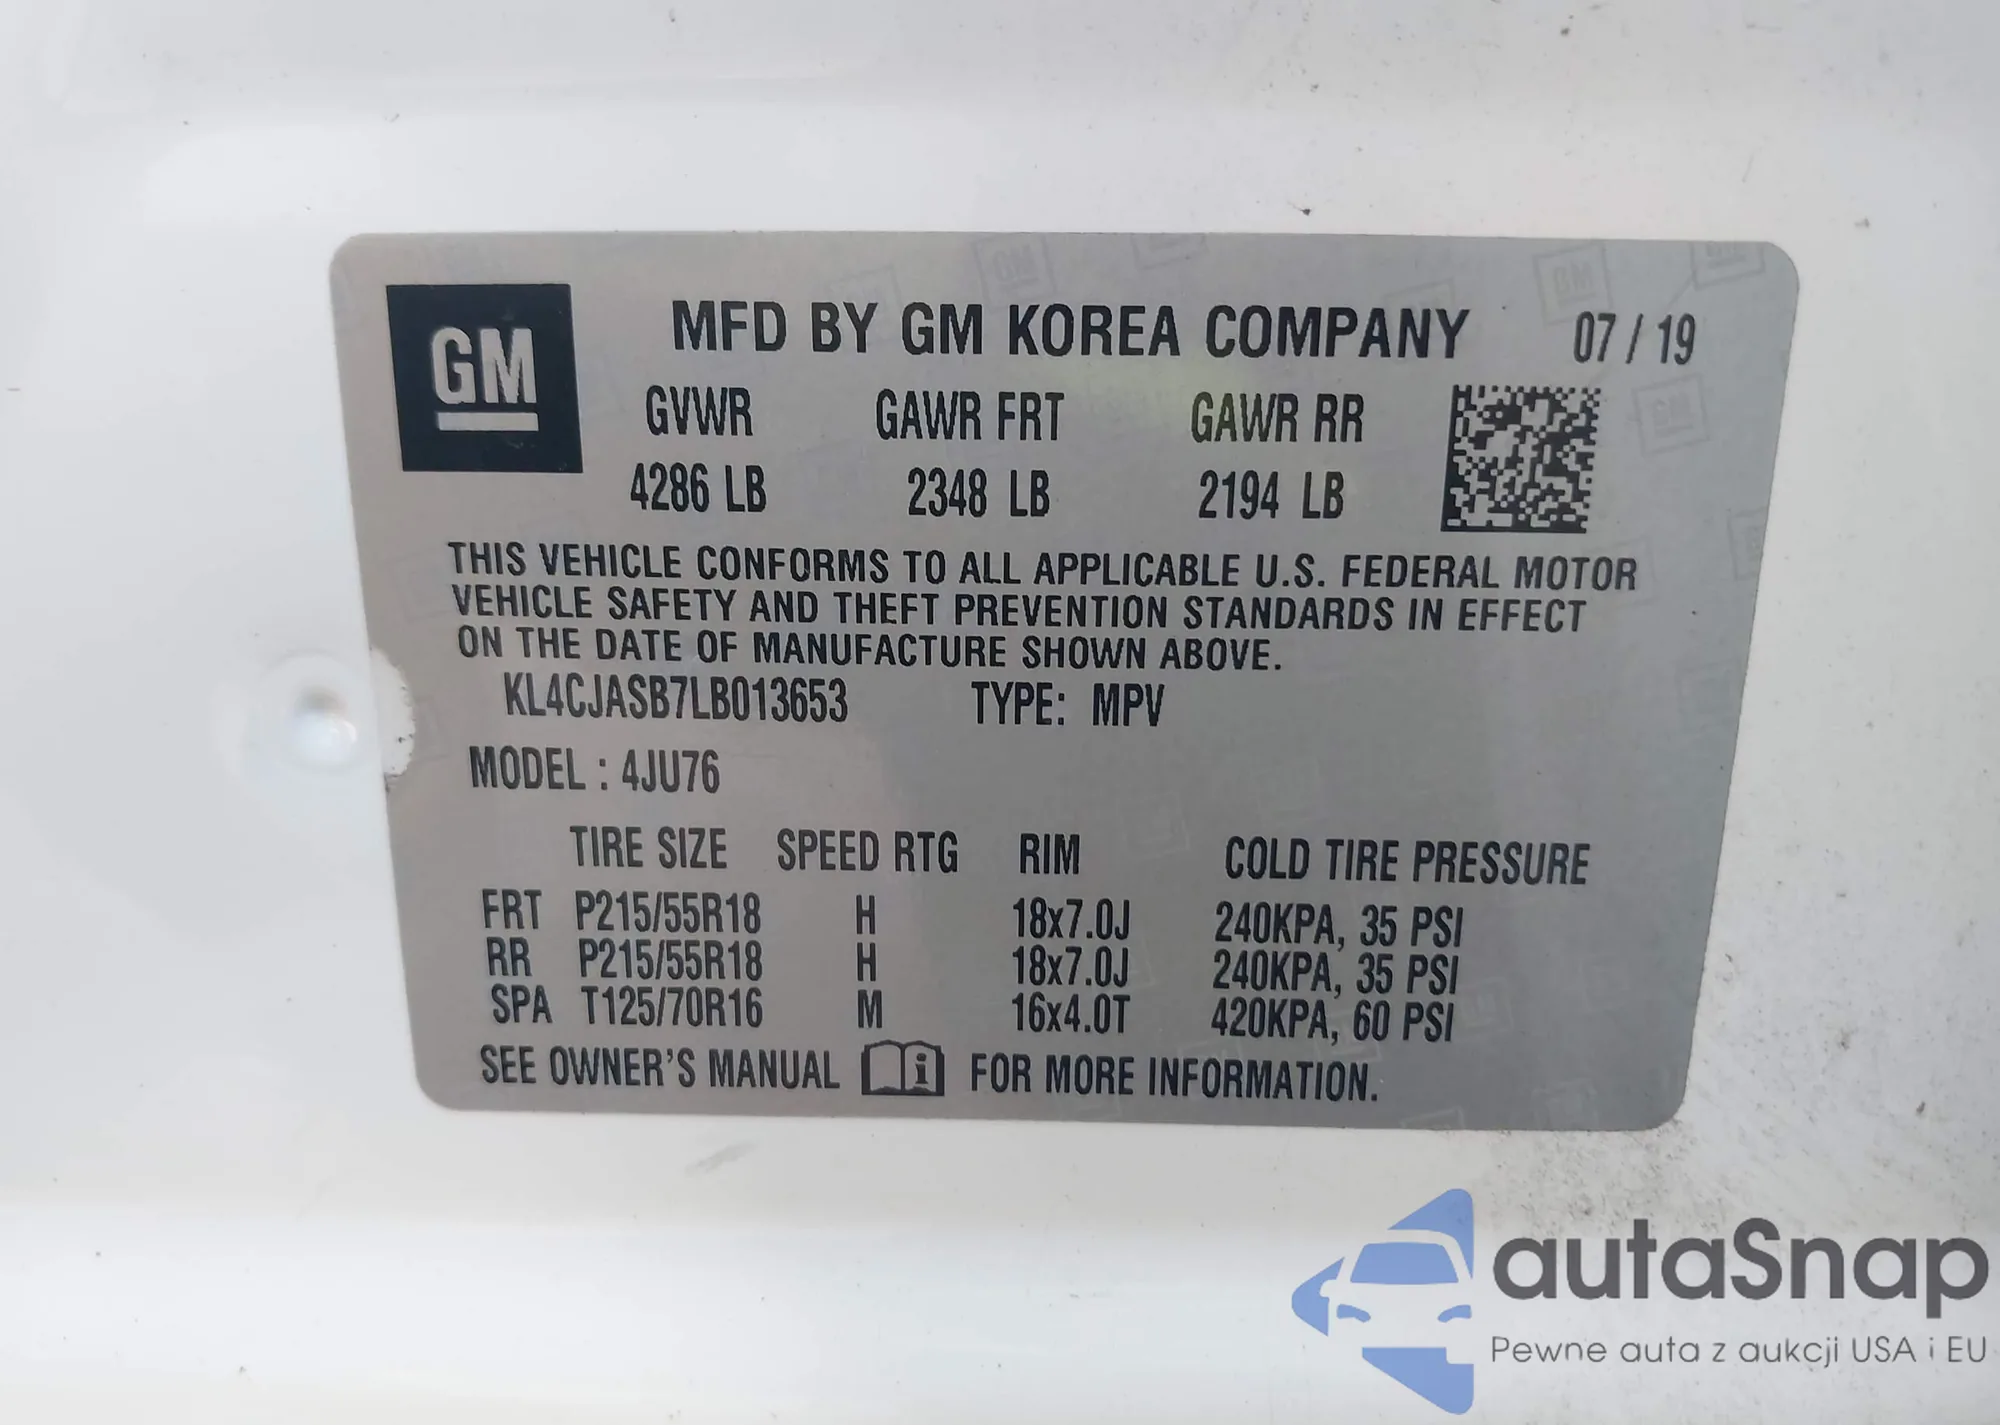 GM
MFD BY GM KOREA COMPANY 07 / 19
GVWR GAWR FRT GAWR RR
4286 LB 2348 LB 2194 LB
THIS VEHICLE CONFORMS TO ALL APPLICABLE U.S. FEDERAL MOTOR
VEHICLE SAFETY AND THEFT PREVENTION STANDARDS IN EFFECT
ON THE DATE OF MANUFACTURE SHOWN ABOVE.
KL4CJASB7LB013653 TYPE: MPV
MODEL : 4JU76
TIRE SIZE SPEED RTG RIM COLD TIRE PRESSURE
FRT P215/55R18 H 18x7.0J 240KPA, 35 PSI
RR P215/55R18 H 18x7.0J 240KPA, 35 PSI
SPA T125/70R16 M 16x4.0T 420KPA, 60 PSI
SEE OWNER'S MANUAL i FOR MORE INFORMATION.
autaSnap
Pewne auta z aukcji USA i EU